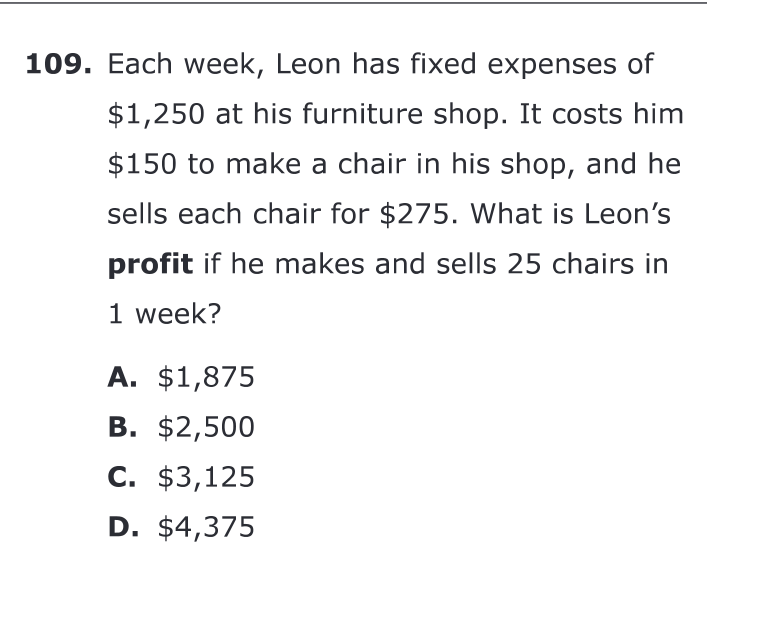 109. Each week, Leon has fixed expenses of
$1,250 at his furniture shop. It costs him
$150 to make a chair in his shop, and he
sells each chair for $275. What is Leon’s
profit if he makes and sells 25 chairs in
1 week?
A. $1,875
B. $2,500
C. $3,125
D. $4,375